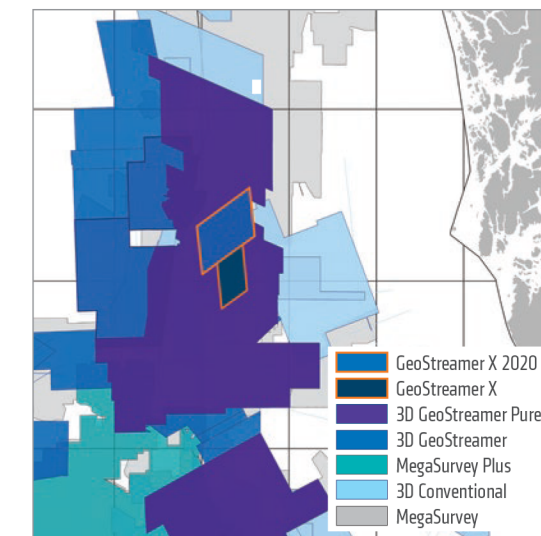 GeoStreamer X 2020
GeoStreamer X
3D GeoStreamer Pure
3D GeoStreamer
MegaSurvey Plus
3D Conventional
MegaSurvey